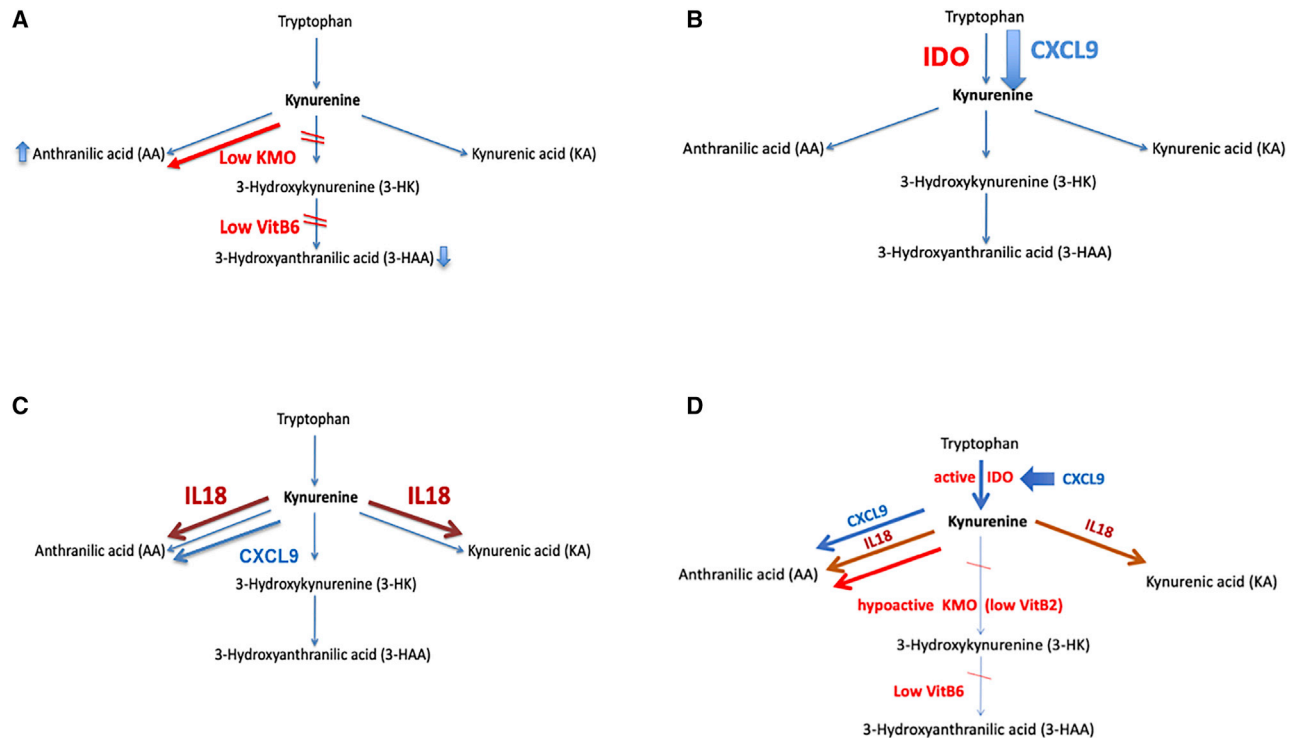 A
Tryptophan
Kynurenine
Anthranilic acid (AA)
Low KMO
Kynurenic acid (KA)
3-Hydroxykynurenine (3-HK)
Low VitB6
3-Hydroxyanthranilic acid (3-HAA)
B
Tryptophan
IDO
CXCL9
Kynurenine
Anthranilic acid (AA)
Kynurenic acid (KA)
3-Hydroxykynurenine (3-HK)
3-Hydroxyanthranilic acid (3-HAA)
C
Tryptophan
IL18
Kynurenine
IL18
Anthranilic acid (AA)
CXCL9
Kynurenic acid (KA)
3-Hydroxykynurenine (3-HK)
3-Hydroxyanthranilic acid (3-HAA)
D
Tryptophan
active IDO
CXCL9
CXCL9
Kynurenine
IL18
IL18
Anthranilic acid (AA)
Kynurenic acid (KA)
hypoactive KMO (low VitB2)
3-Hydroxykynurenine (3-HK)
Low VitB6
3-Hydroxyanthranilic acid (3-HAA)